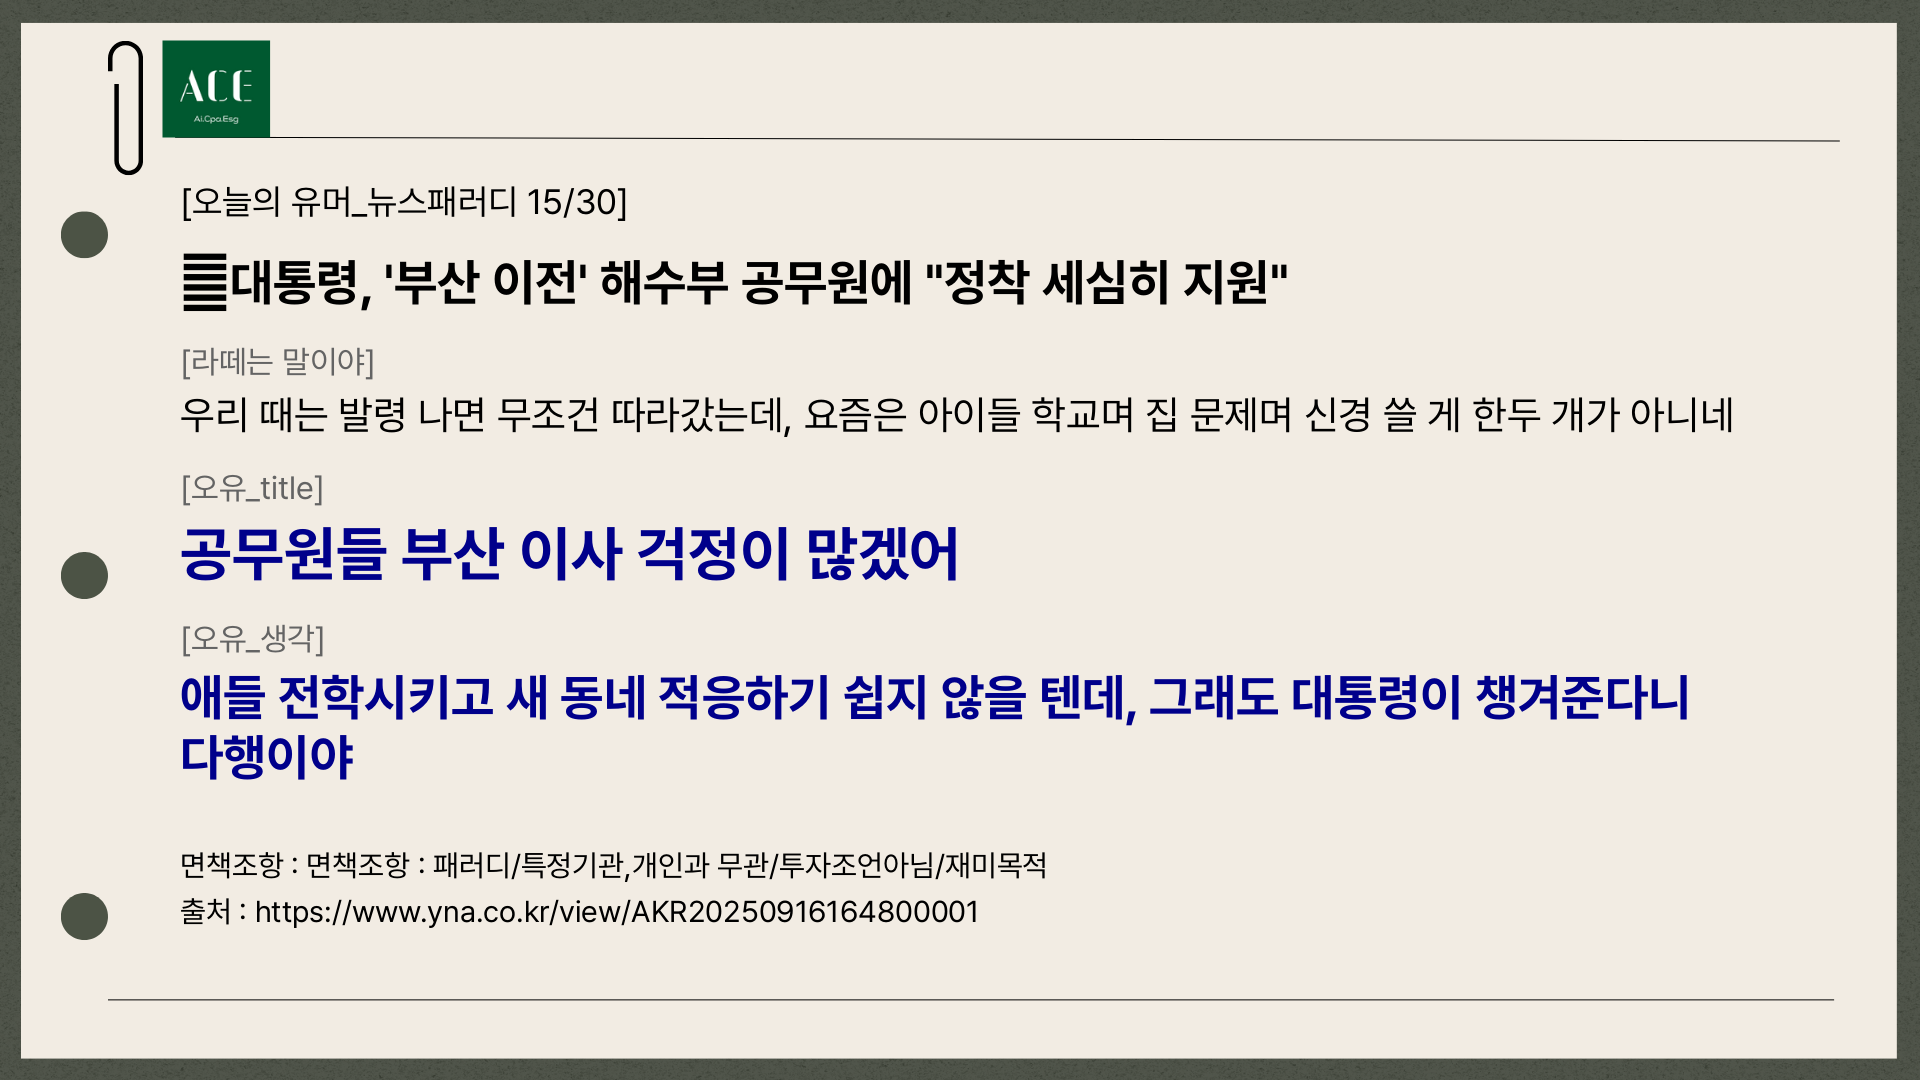 ACE
Ai.Cpa.Esg
[오늘의 유머_뉴스패러디 15/30]
䷀대통령, '부산 이전' 해수부 공무원에 "정착 세심히 지원"
[라떼는 말이야]
우리 때는 발령 나면 무조건 따라갔는데, 요즘은 아이들 학교며 집 문제며 신경 쓸 게 한두 개가 아니네
[오유_title]
공무원들 부산 이사 걱정이 많겠어
[오유_생각]
애들 전학시키고 새 동네 적응하기 쉽지 않을 텐데, 그래도 대통령이 챙겨준다니
다행이야
면책조항 : 면책조항 : 패러디/특정기관,개인과 무관/투자조언아님/재미목적
출처 : https://www.yna.co.kr/view/AKR20250916164800001